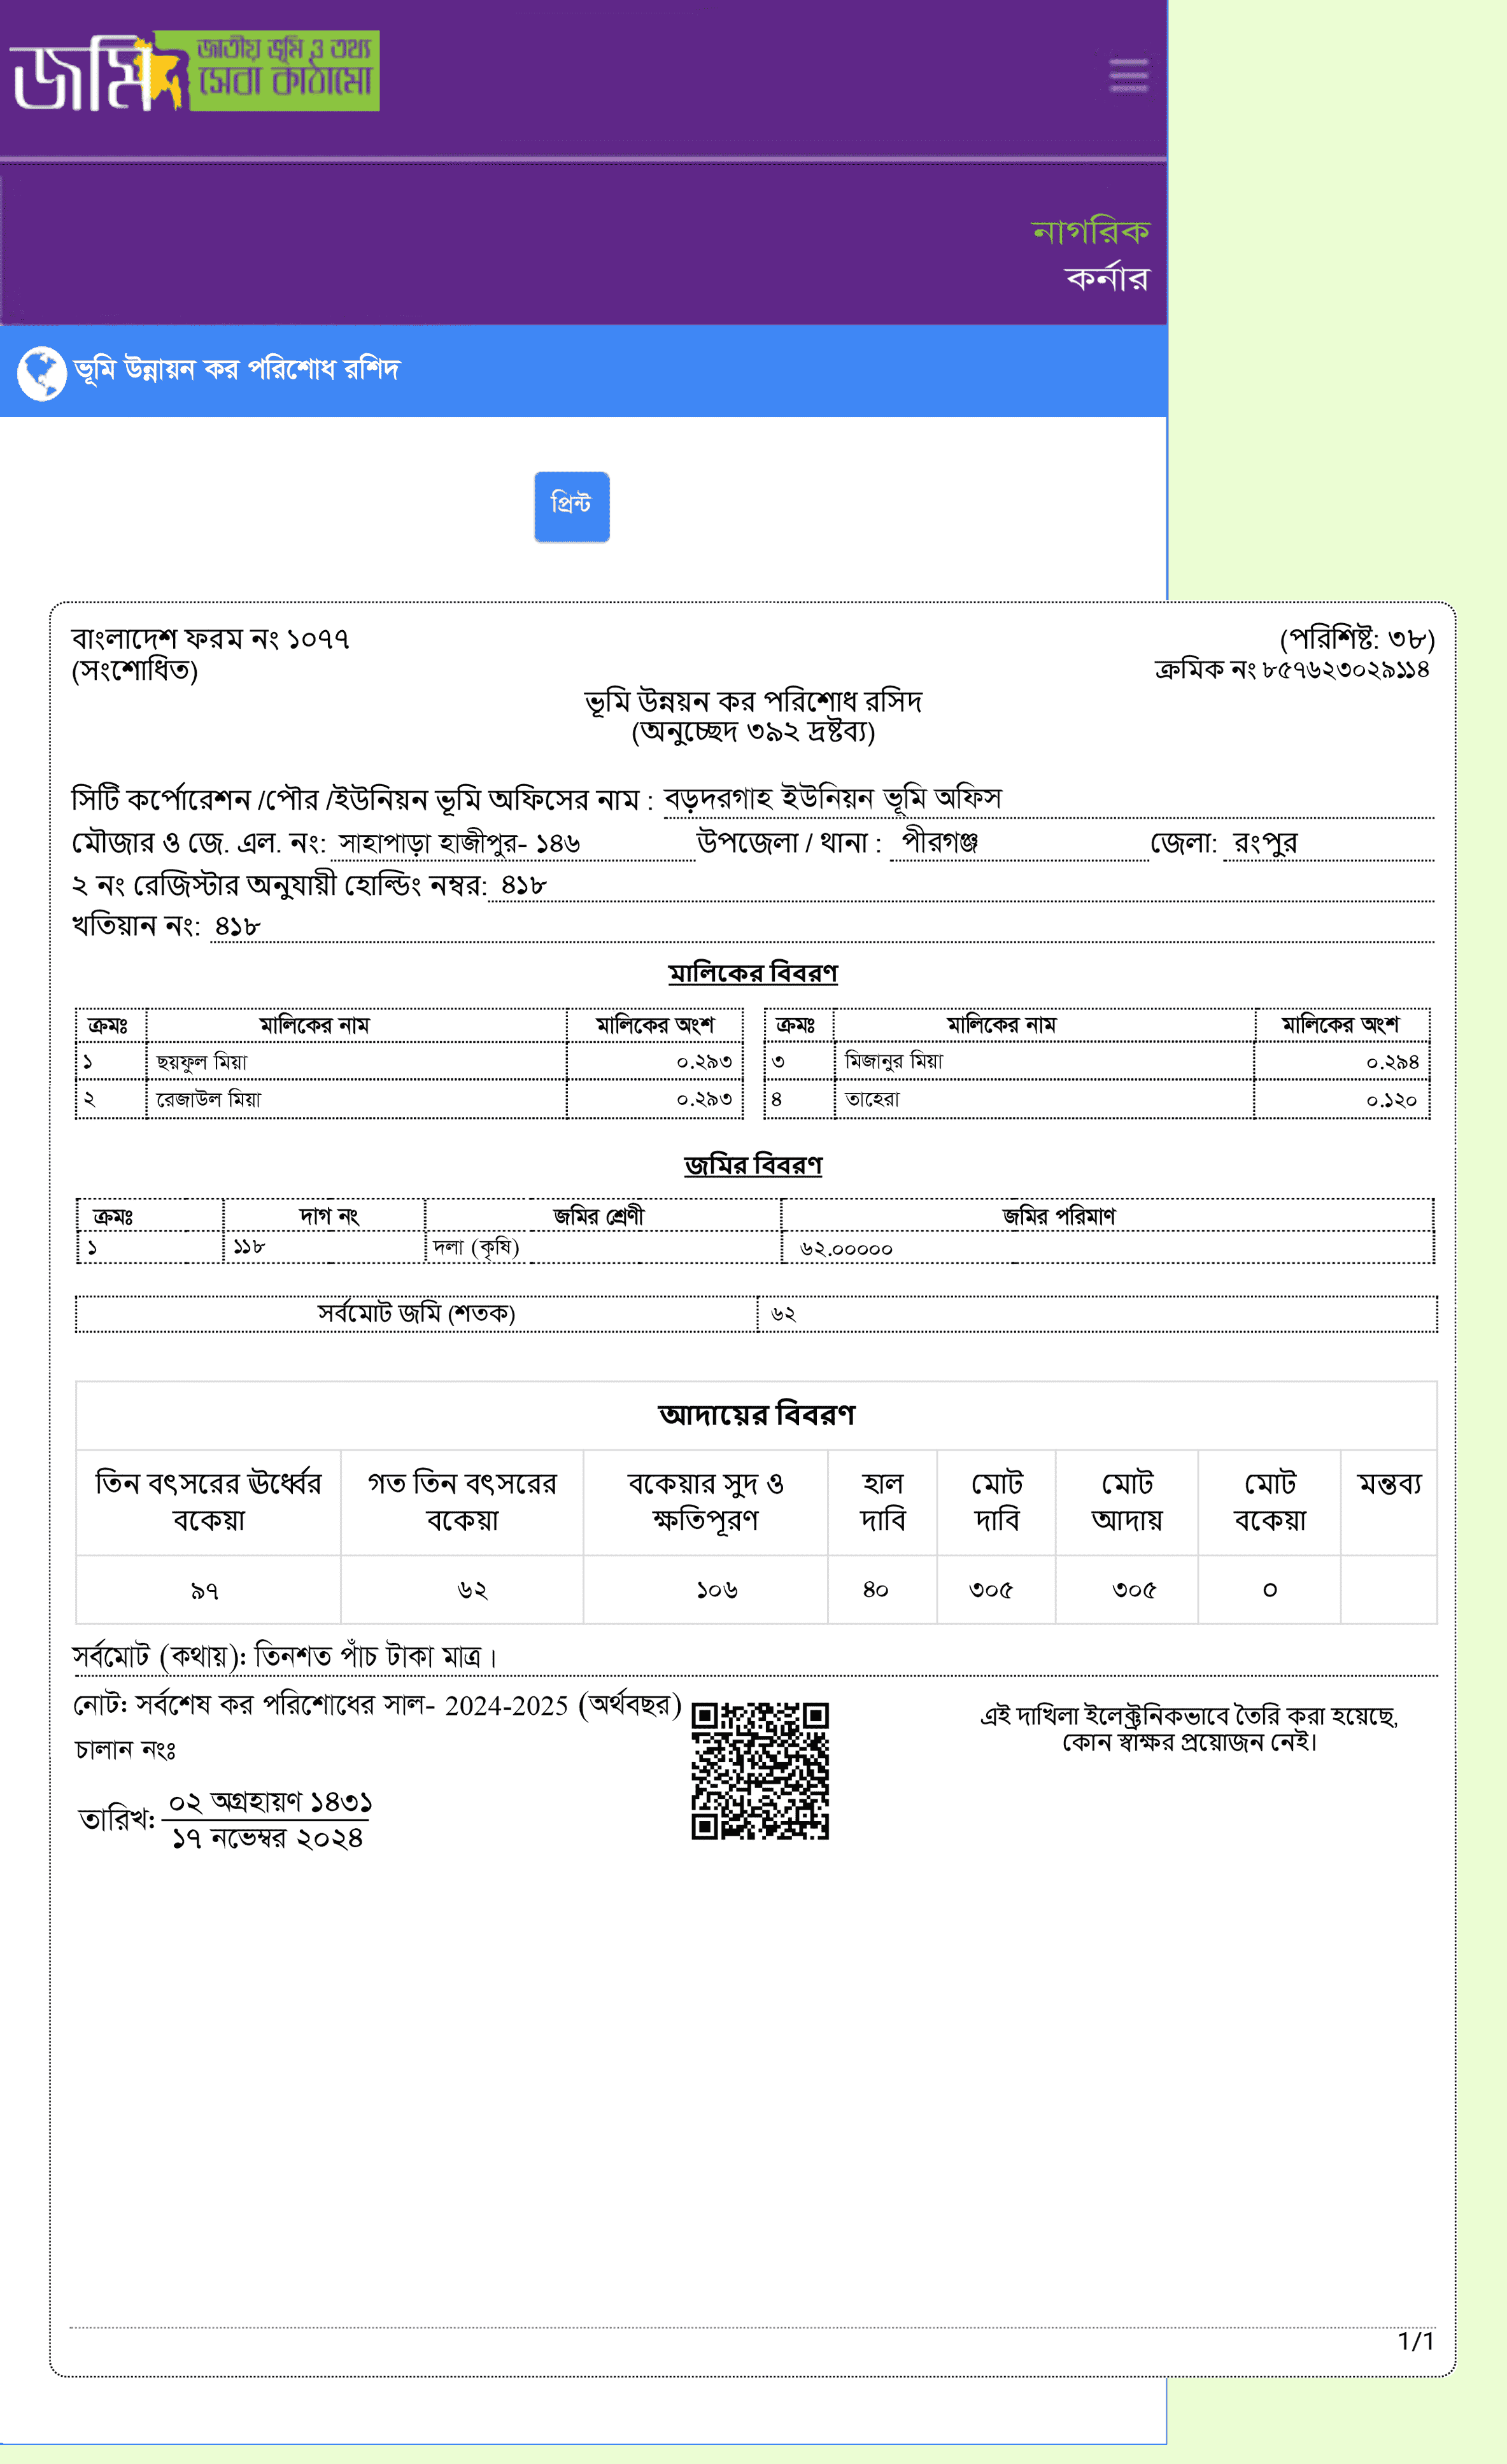 জমি জাতীয় ভূমি ও তথ্য
সেবা কাঠামো
নাগরিক
কর্নার
ভূমি উন্নায়ন কর পরিশোধ রশিদ
প্রিন্ট
বাংলাদেশ ফরম নং ১০৭৭ (পরিশিষ্ট: ৩৮)
(সংশোধিত) ক্রমিক নং ৮৫৭৬২৩০২৯১১৪
ভূমি উন্নয়ন কর পরিশোধ রসিদ
(অনুচ্ছেদ ৩৯২ দ্রষ্টব্য)
সিটি কর্পোরেশন /পৌর /ইউনিয়ন ভূমি অফিসের নাম : বড়দরগাহ ইউনিয়ন ভূমি অফিস
মৌজার ও জে. এল. নং: সাহাপাড়া হাজীপুর- ১৪৬ উপজেলা / থানা : পীরগঞ্জ জেলা: রংপুর
২ নং রেজিস্টার অনুযায়ী হোল্ডিং নম্বর: ৪১৮
খতিয়ান নং: ৪১৮
মালিকের বিবরণ
ক্রমঃ মালিকের নাম মালিকের অংশ ক্রমঃ মালিকের নাম মালিকের অংশ
১ ছয়ফুল মিয়া ০.২৯৩ ৩ মিজানুর মিয়া ০.২৯৪
২ রেজাউল মিয়া ০.২৯৩ ৪ তাহেরা ০.১২০
জমির বিবরণ
ক্রমঃ দাগ নং জমির শ্রেণী জমির পরিমাণ
১ ১১৮ দলা (কৃষি) ৬২.০০০০০
সর্বমোট জমি (শতক) ৬২
আদায়ের বিবরণ
তিন বৎসরের ঊর্ধ্বের গত তিন বৎসরের বকেয়ার সুদ ও হাল মোট মোট মোট মন্তব্য
বকেয়া বকেয়া ক্ষতিপূরণ দাবি দাবি আদায় বকেয়া
৯৭ ৬২ ১০৬ ৪০ ৩০৫ ৩০৫ ০
সর্বমোট (কথায়): তিনশত পাঁচ টাকা মাত্র।
নোট: সর্বশেষ কর পরিশোধের সাল- 2024-2025 (অর্থবছর)
চালান নংঃ
এই দাখিলা ইলেক্ট্রনিকভাবে তৈরি করা হয়েছে,
কোন স্বাক্ষর প্রয়োজন নেই।
০২ অগ্রহায়ণ ১৪৩১
তারিখ:
১৭ নভেম্বর ২০২৪
1/1